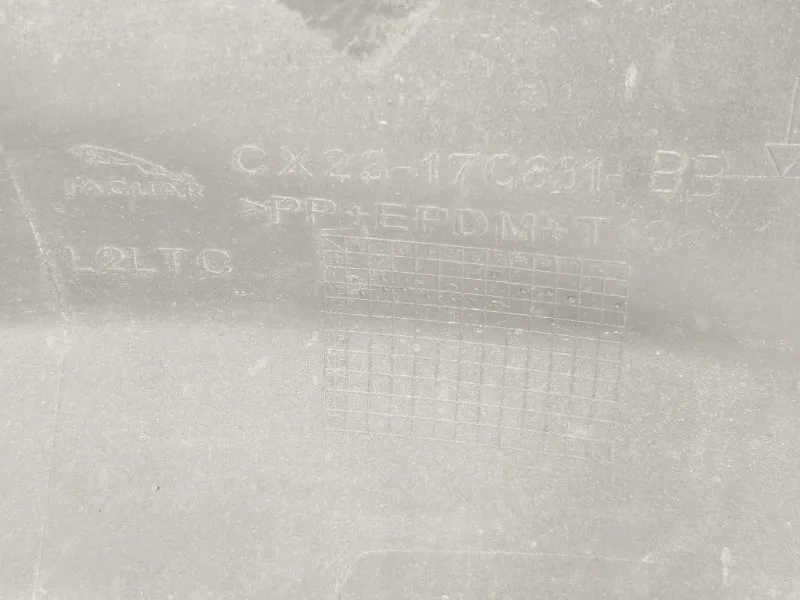 JAGUAR
CX23-17C831- BB
>PP+EPDM+T10<
L2LTC